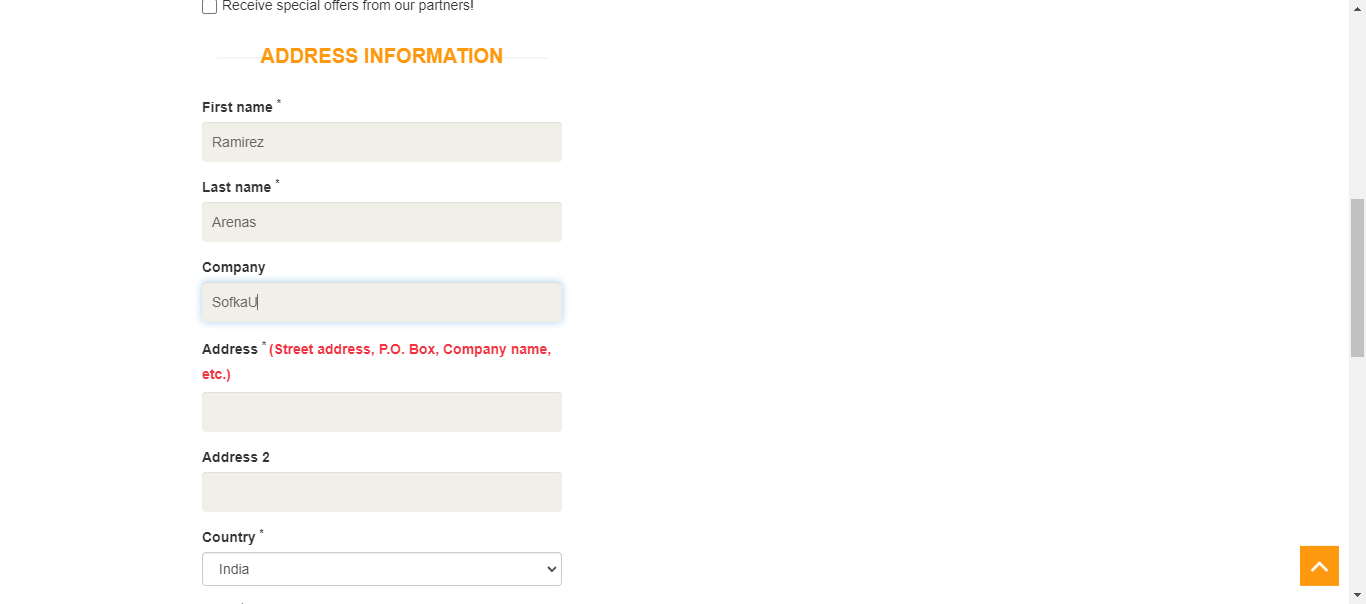 Receive special offers from our partners!
ADDRESS INFORMATION
First name *
Ramirez
Last name *
Arenas
Company
SofkaU
Address * (Street address, P.O. Box, Company name,
etc.)
Address 2
Country *
India